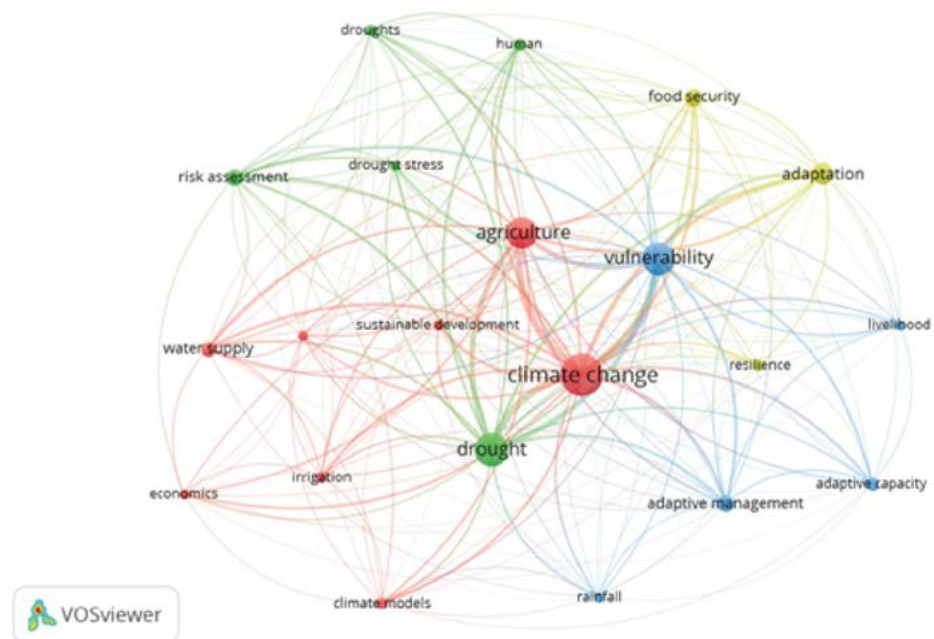 droughts
human
food security
risk assessment
drought stress
adaptation
agriculture
vulnerability
sustainable development
livelihood
water supply
resilience
climate change
drought
irrigation
economics
adaptive management
adaptive capacity
climate models
rainfall
VOSviewer